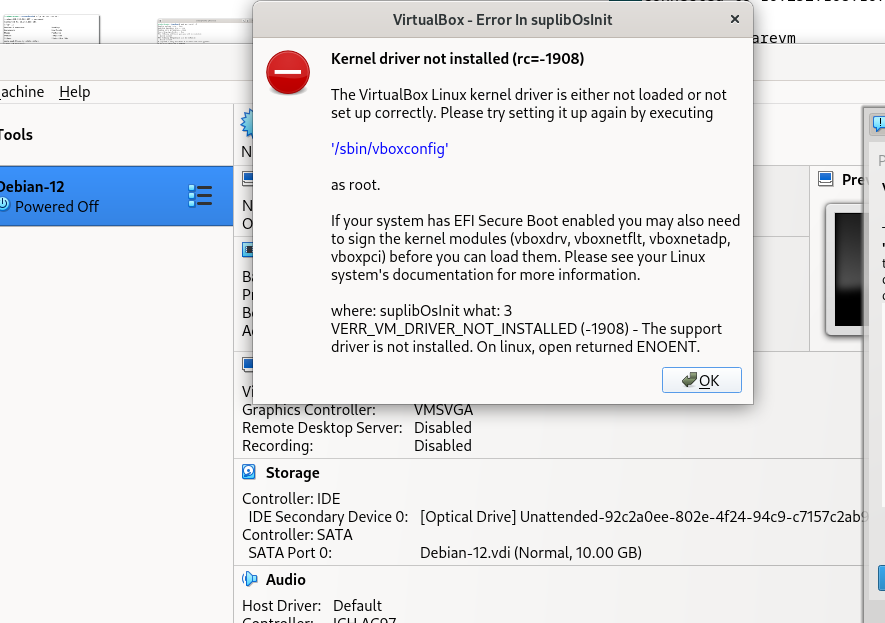 VirtualBox - Error In suplibOsInit
Kernel driver not installed (rc=-1908)
The VirtualBox Linux kernel driver is either not loaded or not
set up correctly. Please try setting it up again by executing
'/sbin/vboxconfig'
as root.
If your system has EFI Secure Boot enabled you may also need
to sign the kernel modules (vboxdrv, vboxnetflt, vboxnetadp,
vboxpci) before you can load them. Please see your Linux
system's documentation for more information.
where: suplibOsInit what: 3
VERR_VM_DRIVER_NOT_INSTALLED (-1908) - The support
driver is not installed. On linux, open returned ENOENT.
OK
arevm
achine Help
Tools
Debian-12
Powered Off
Pre
Graphics Controller: VMSVGA
Remote Desktop Server: Disabled
Recording: Disabled
Storage
Controller: IDE
IDE Secondary Device 0: [Optical Drive] Unattended-92c2a0ee-802e-4f24-94c9-c7157c2ab9
Controller: SATA
SATA Port 0: Debian-12.vdi (Normal, 10.00 GB)
Audio
Host Driver: Default
Controller: ICH AC97